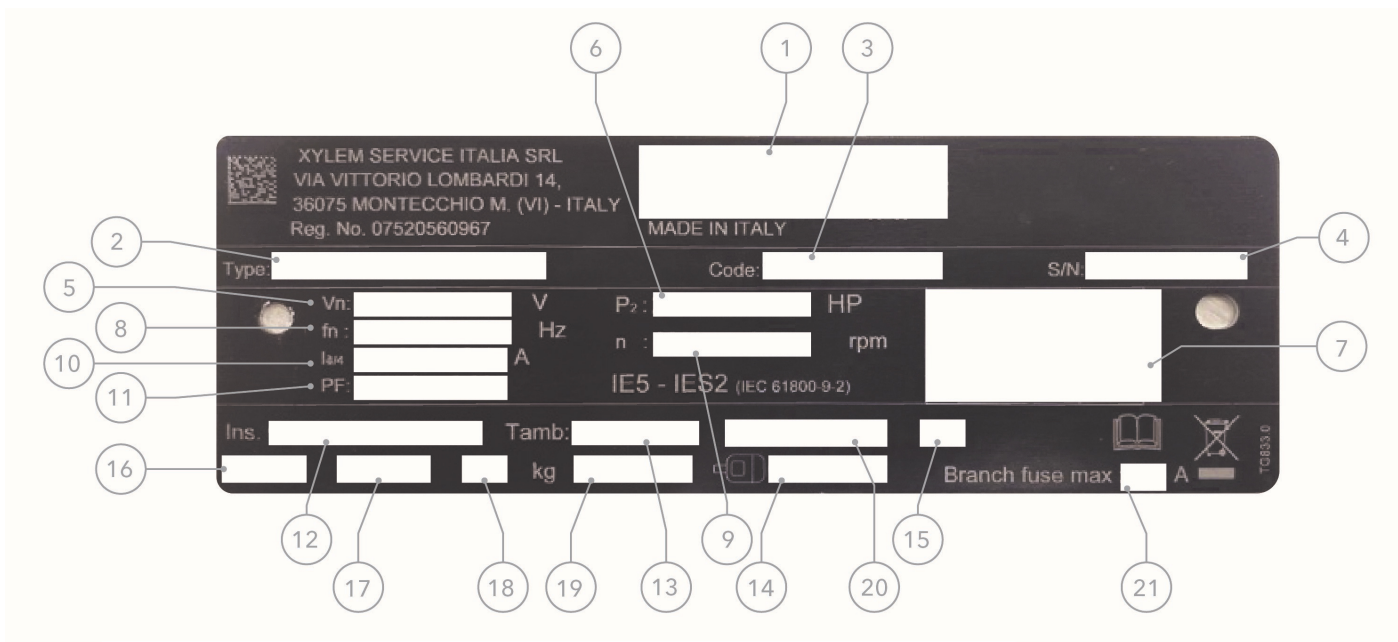 6
1
3
XYLEM SERVICE ITALIA SRL
VIA VITTORIO LOMBARDI 14,
36075 MONTECCHIO M. (VI) - ITALY
Reg. No. 07520560967
MADE IN ITALY
2
4
Type:
Code:
S/N:
5
Vn:
V
P2 :
HP
8
fn :
Hz
n :
rpm
7
10
I3/4
A
11
PF:
IE5 - IES2 (IEC 61800-9-2)
Ins.
Tamb:
TG833.0
16
kg
Branch fuse max
A
12
9
15
17
18
19
13
14
20
21